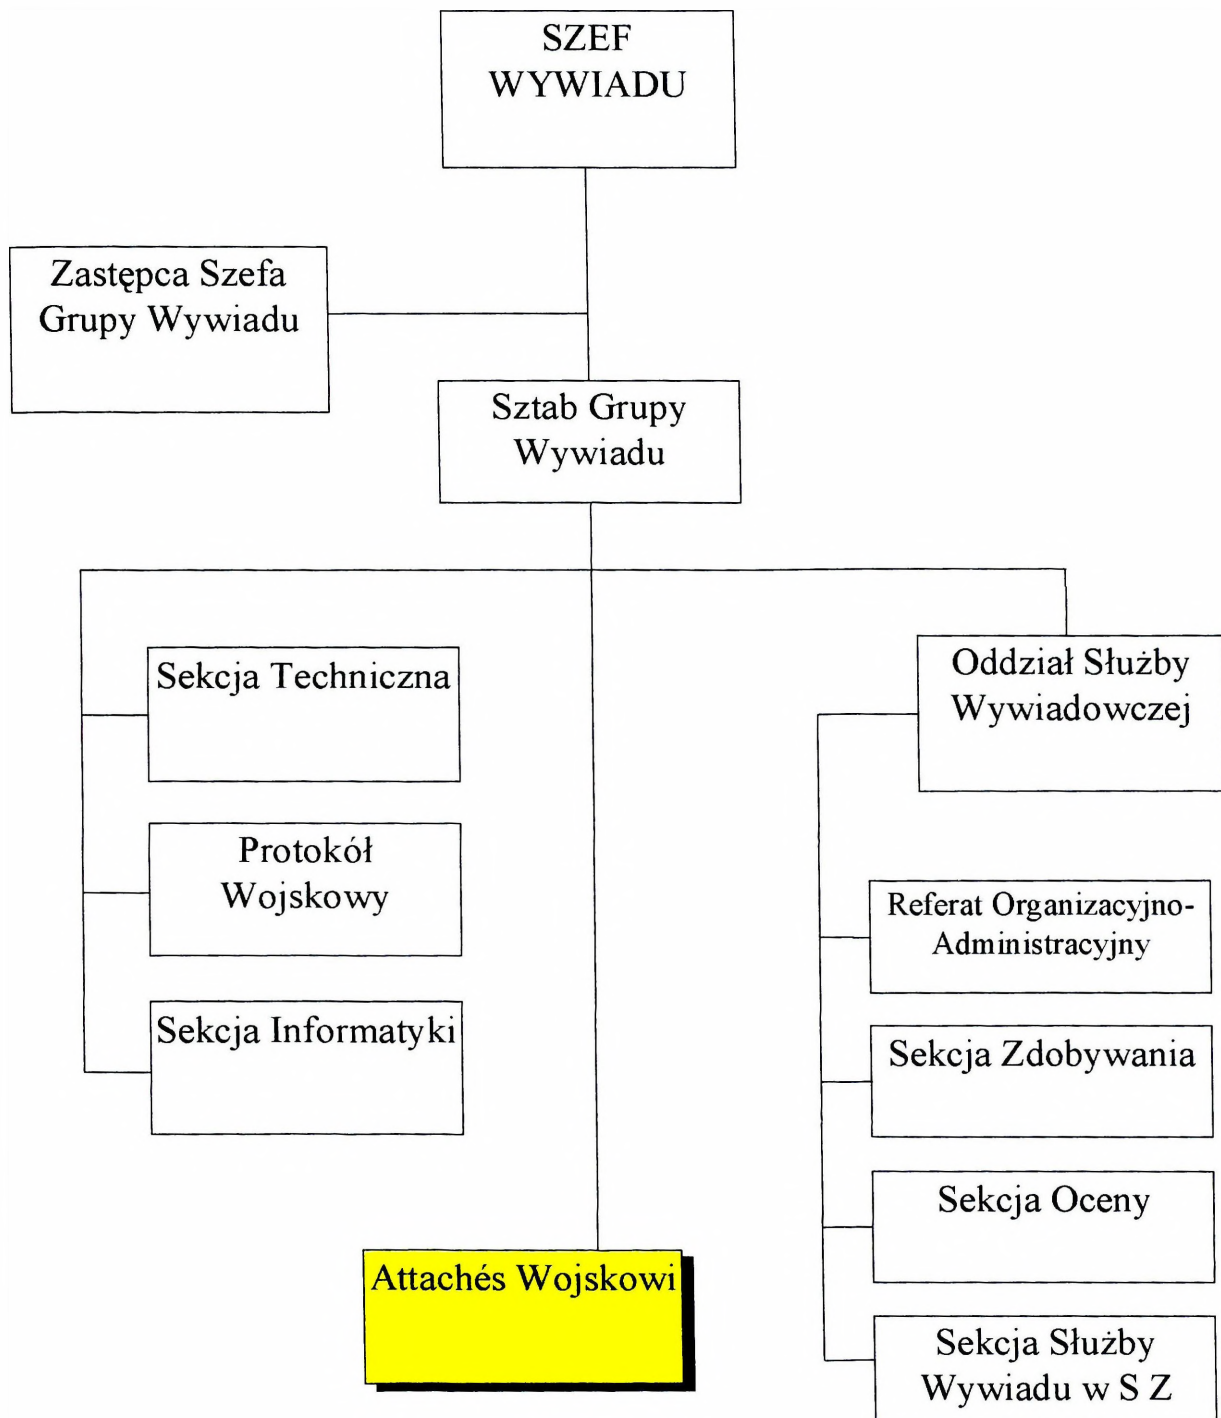 SZEF
WYWIADU
Zastępca Szefa
Grupy Wywiadu
Sztab Grupy
Wywiadu
Sekcja Techniczna
Protokół
Wojskowy
Sekcja Informatyki
Attachés Wojskowi
Oddział Służby
Wywiadowczej
Referat Organizacyjno-
Administracyjny
Sekcja Zdobywania
Sekcja Oceny
Sekcja Służby
Wywiadu w S Z